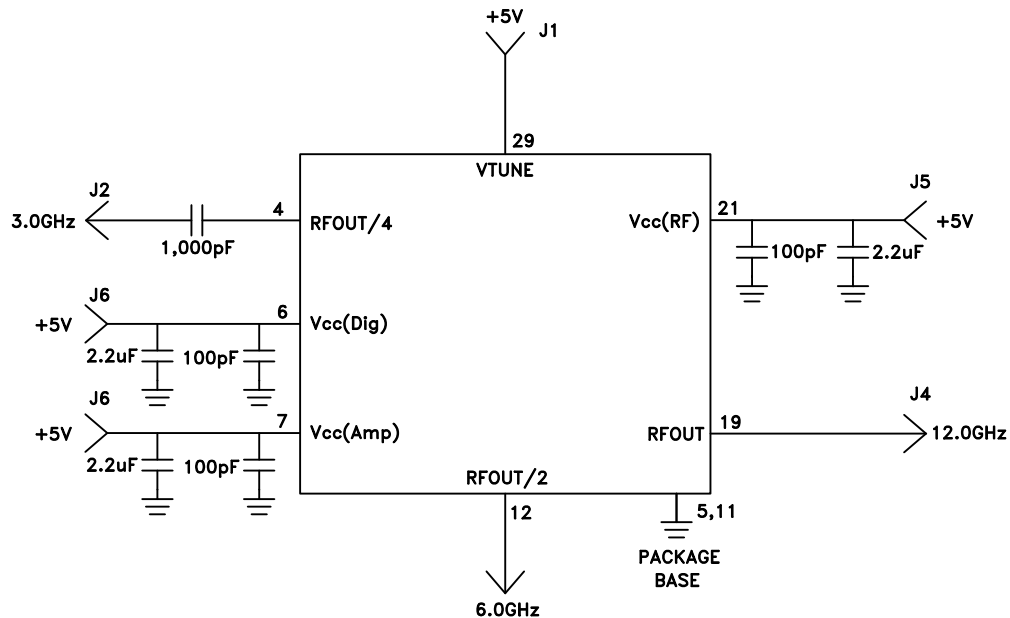 +5V
J1
29
VTUNE
J2
3.0GHz
4
RFOUT/4
1,000pF
J5
21
Vcc(RF)
+5V
100pF
2.2uF
J6
+5V
6
Vcc(Dig)
2.2uF
100pF
J6
+5V
7
Vcc(Amp)
2.2uF
100pF
J4
19
RFOUT
12.0GHz
RFOUT/2
12
5,11
PACKAGE
BASE
6.0GHz